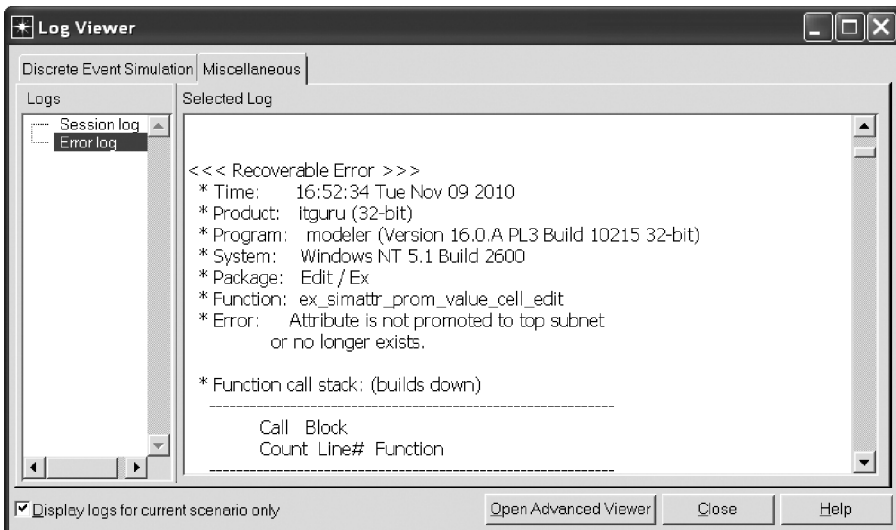 Log Viewer
Discrete Event Simulation Miscellaneous
Logs
Session log
Error log
Selected Log
<<< Recoverable Error >>>
* Time: 16:52:34 Tue Nov 09 2010
* Product: itguru (32-bit)
* Program: modeler (Version 16.0.A PL3 Build 10215 32-bit)
* System: Windows NT 5.1 Build 2600
* Package: Edit / Ex
* Function: ex_simattr_prom_value_cell_edit
* Error: Attribute is not promoted to top subnet
or no longer exists.
* Function call stack: (builds down)
------------------------------------------------------------
Call Block
Count Line# Function
------------------------------------------------------------
Display logs for current scenario only
Open Advanced Viewer Close Help